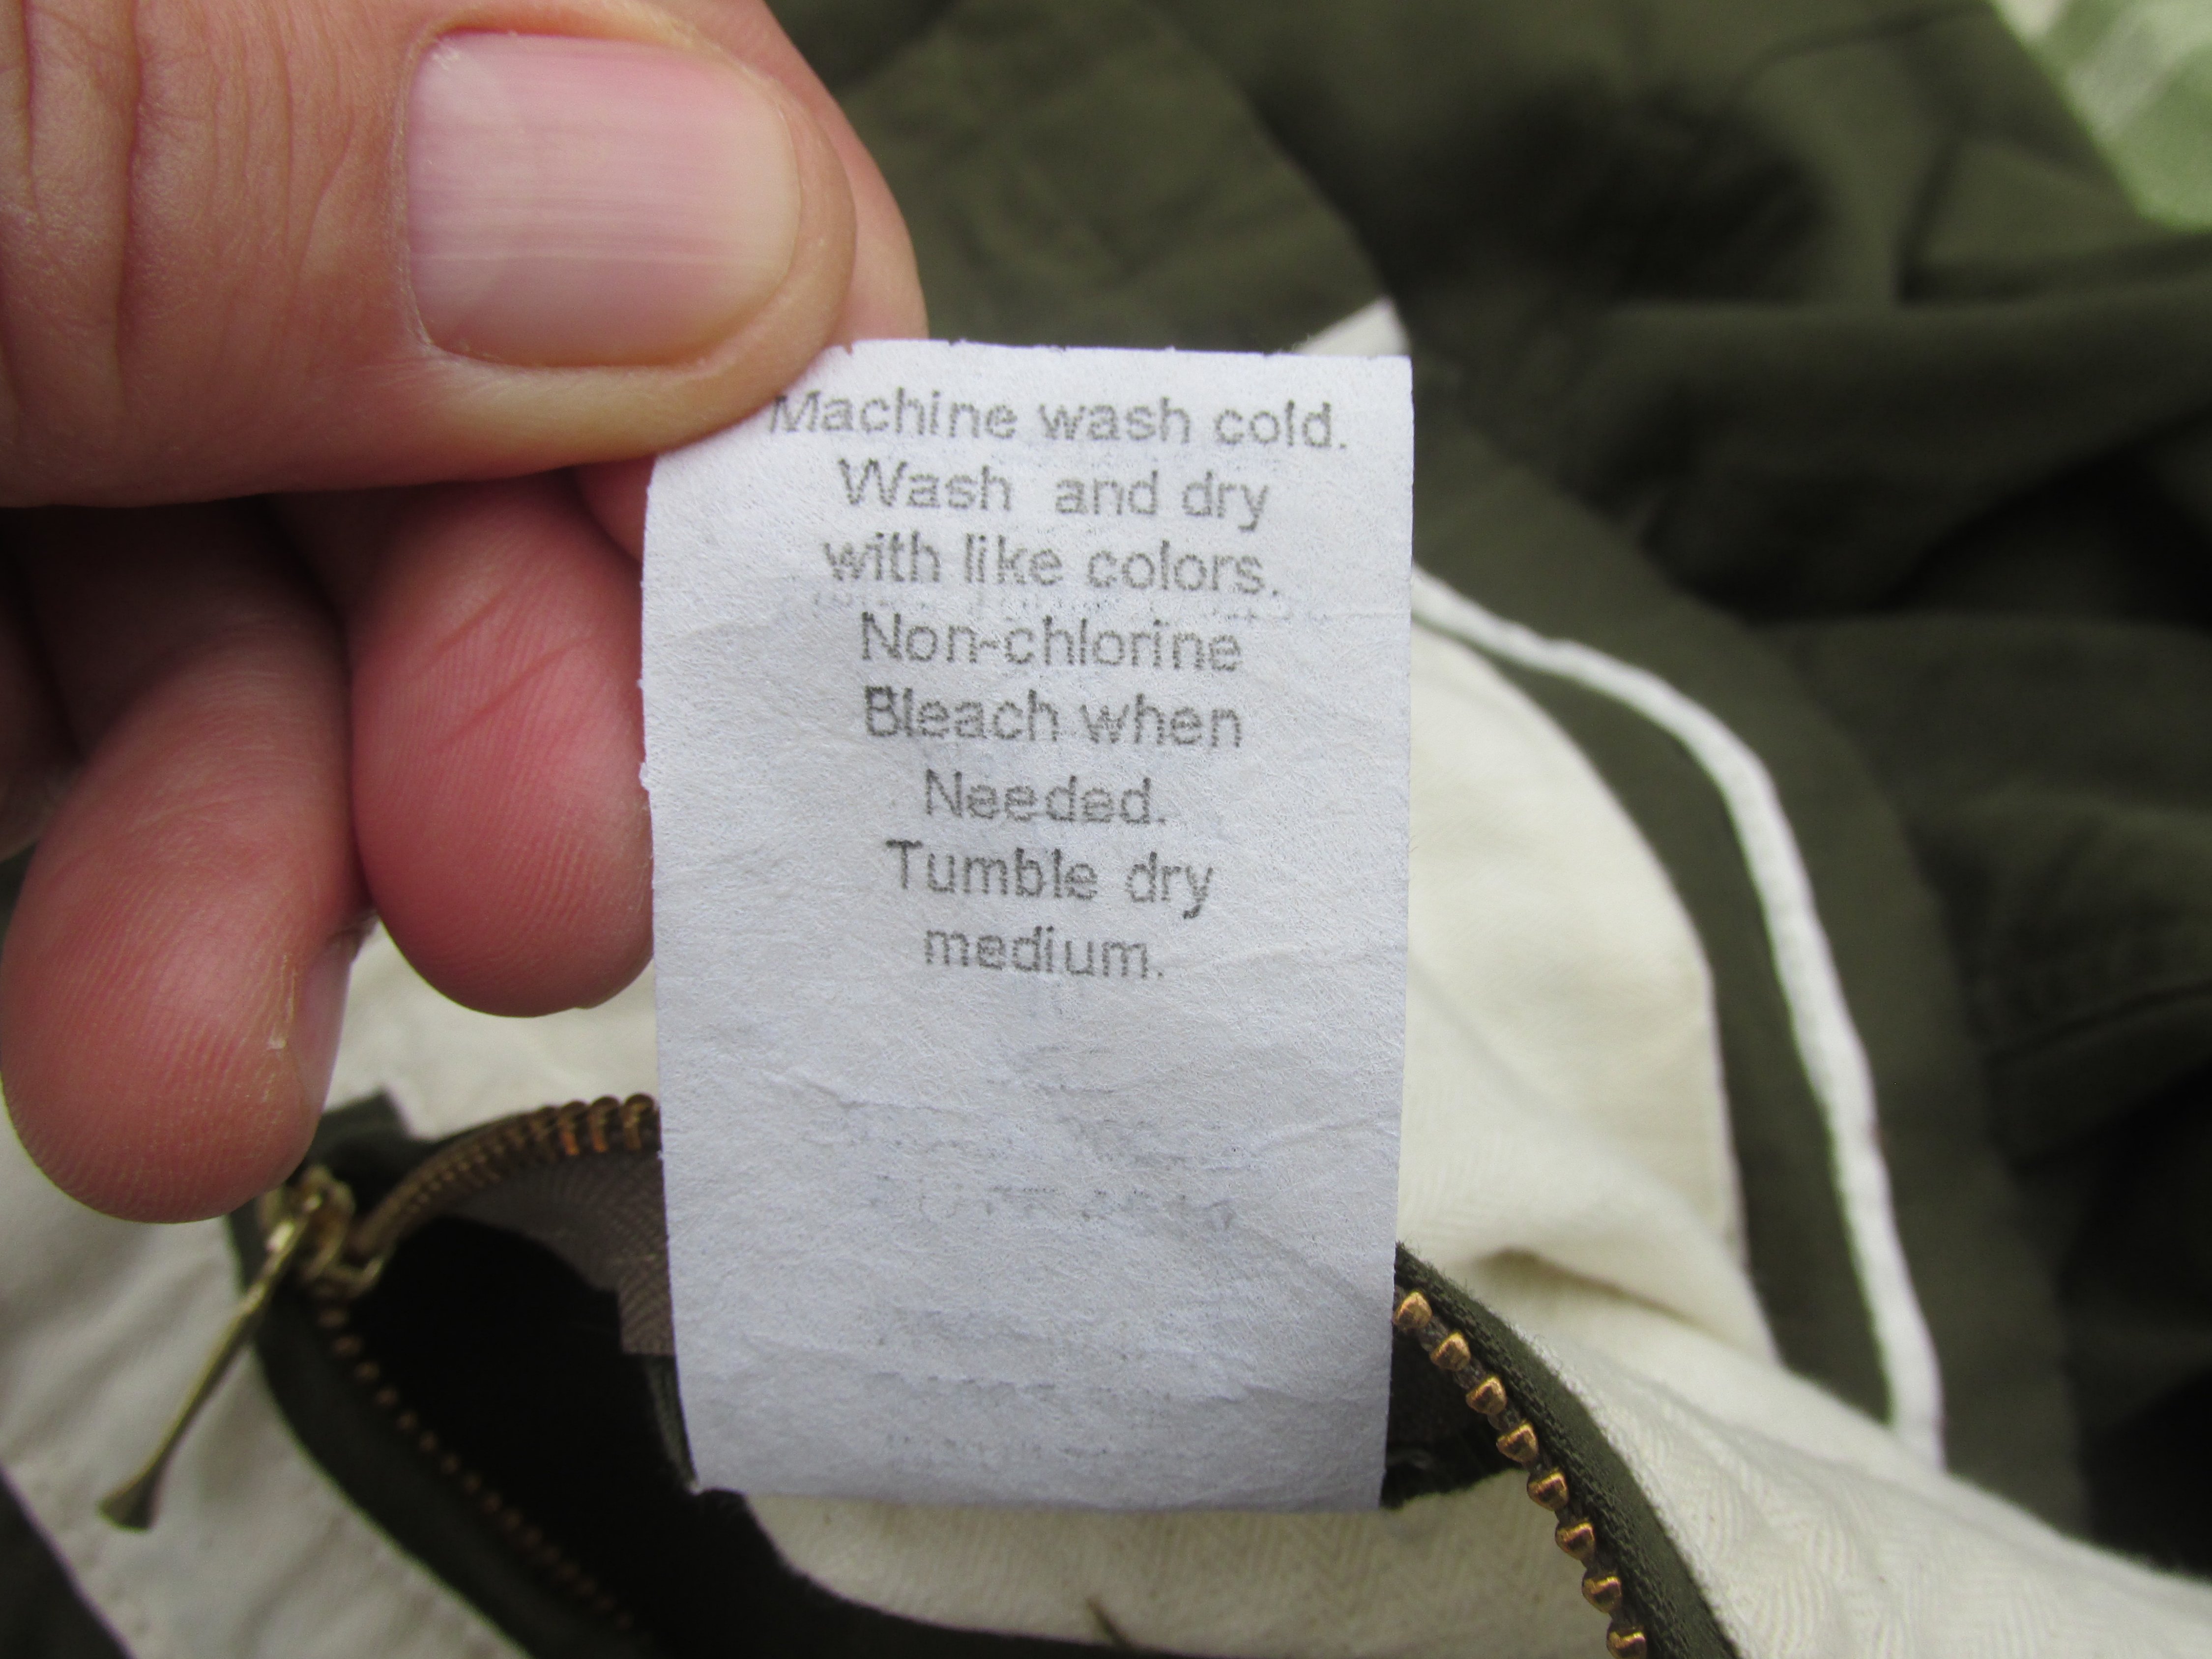 Machine wash cold.
Wash and dry
with like colors.
Non-chlorine
Bleach when
Needed.
Tumble dry
medium.